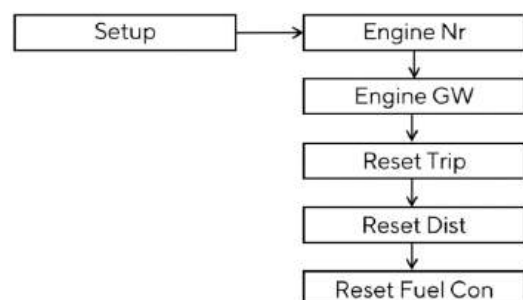 Setup
Engine Nr
Engine GW
Reset Trip
Reset Dist
Reset Fuel Con